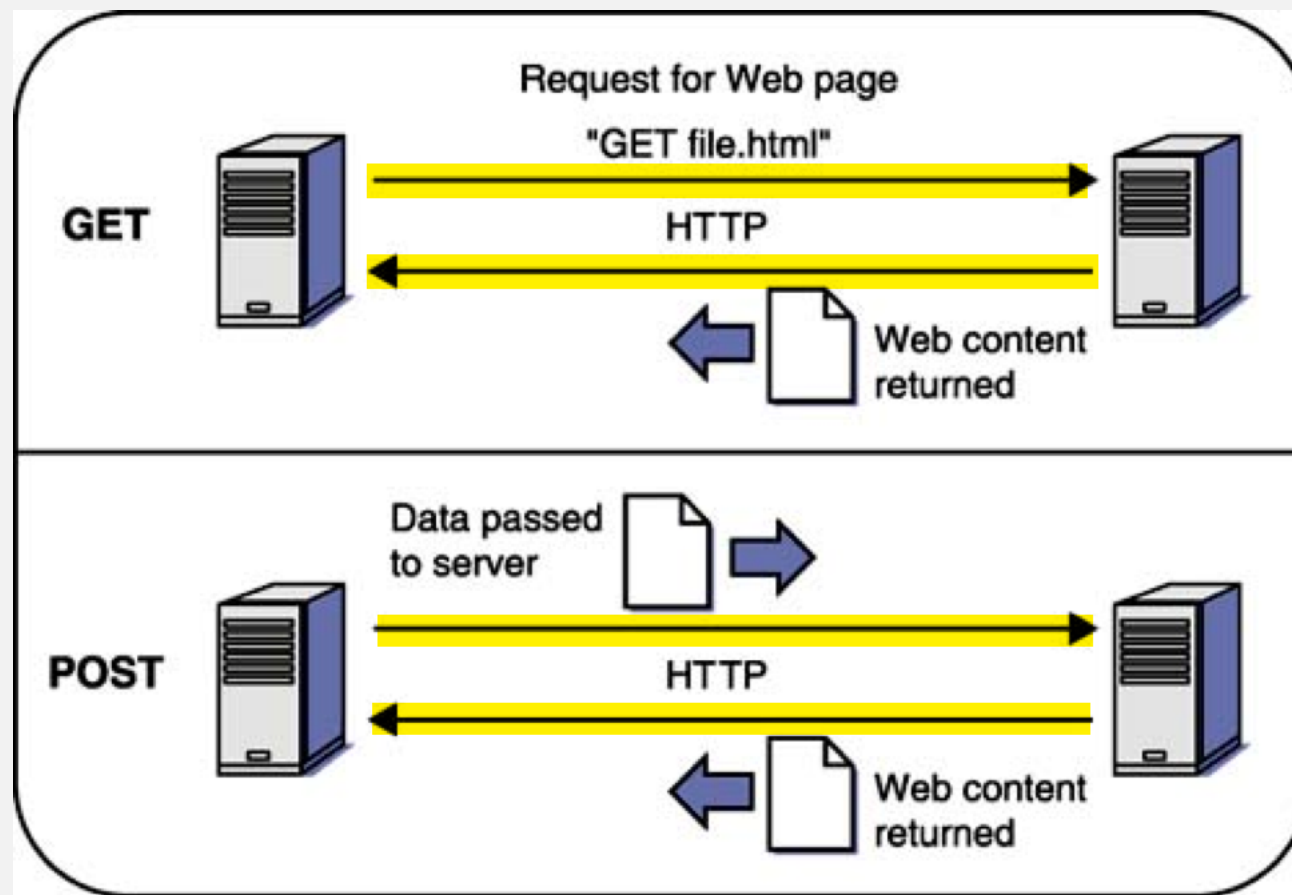 Request for Web page
"GET file.html"
GET
HTTP
Web content
returned
Data passed
to server
POST
HTTP
Web content
returned